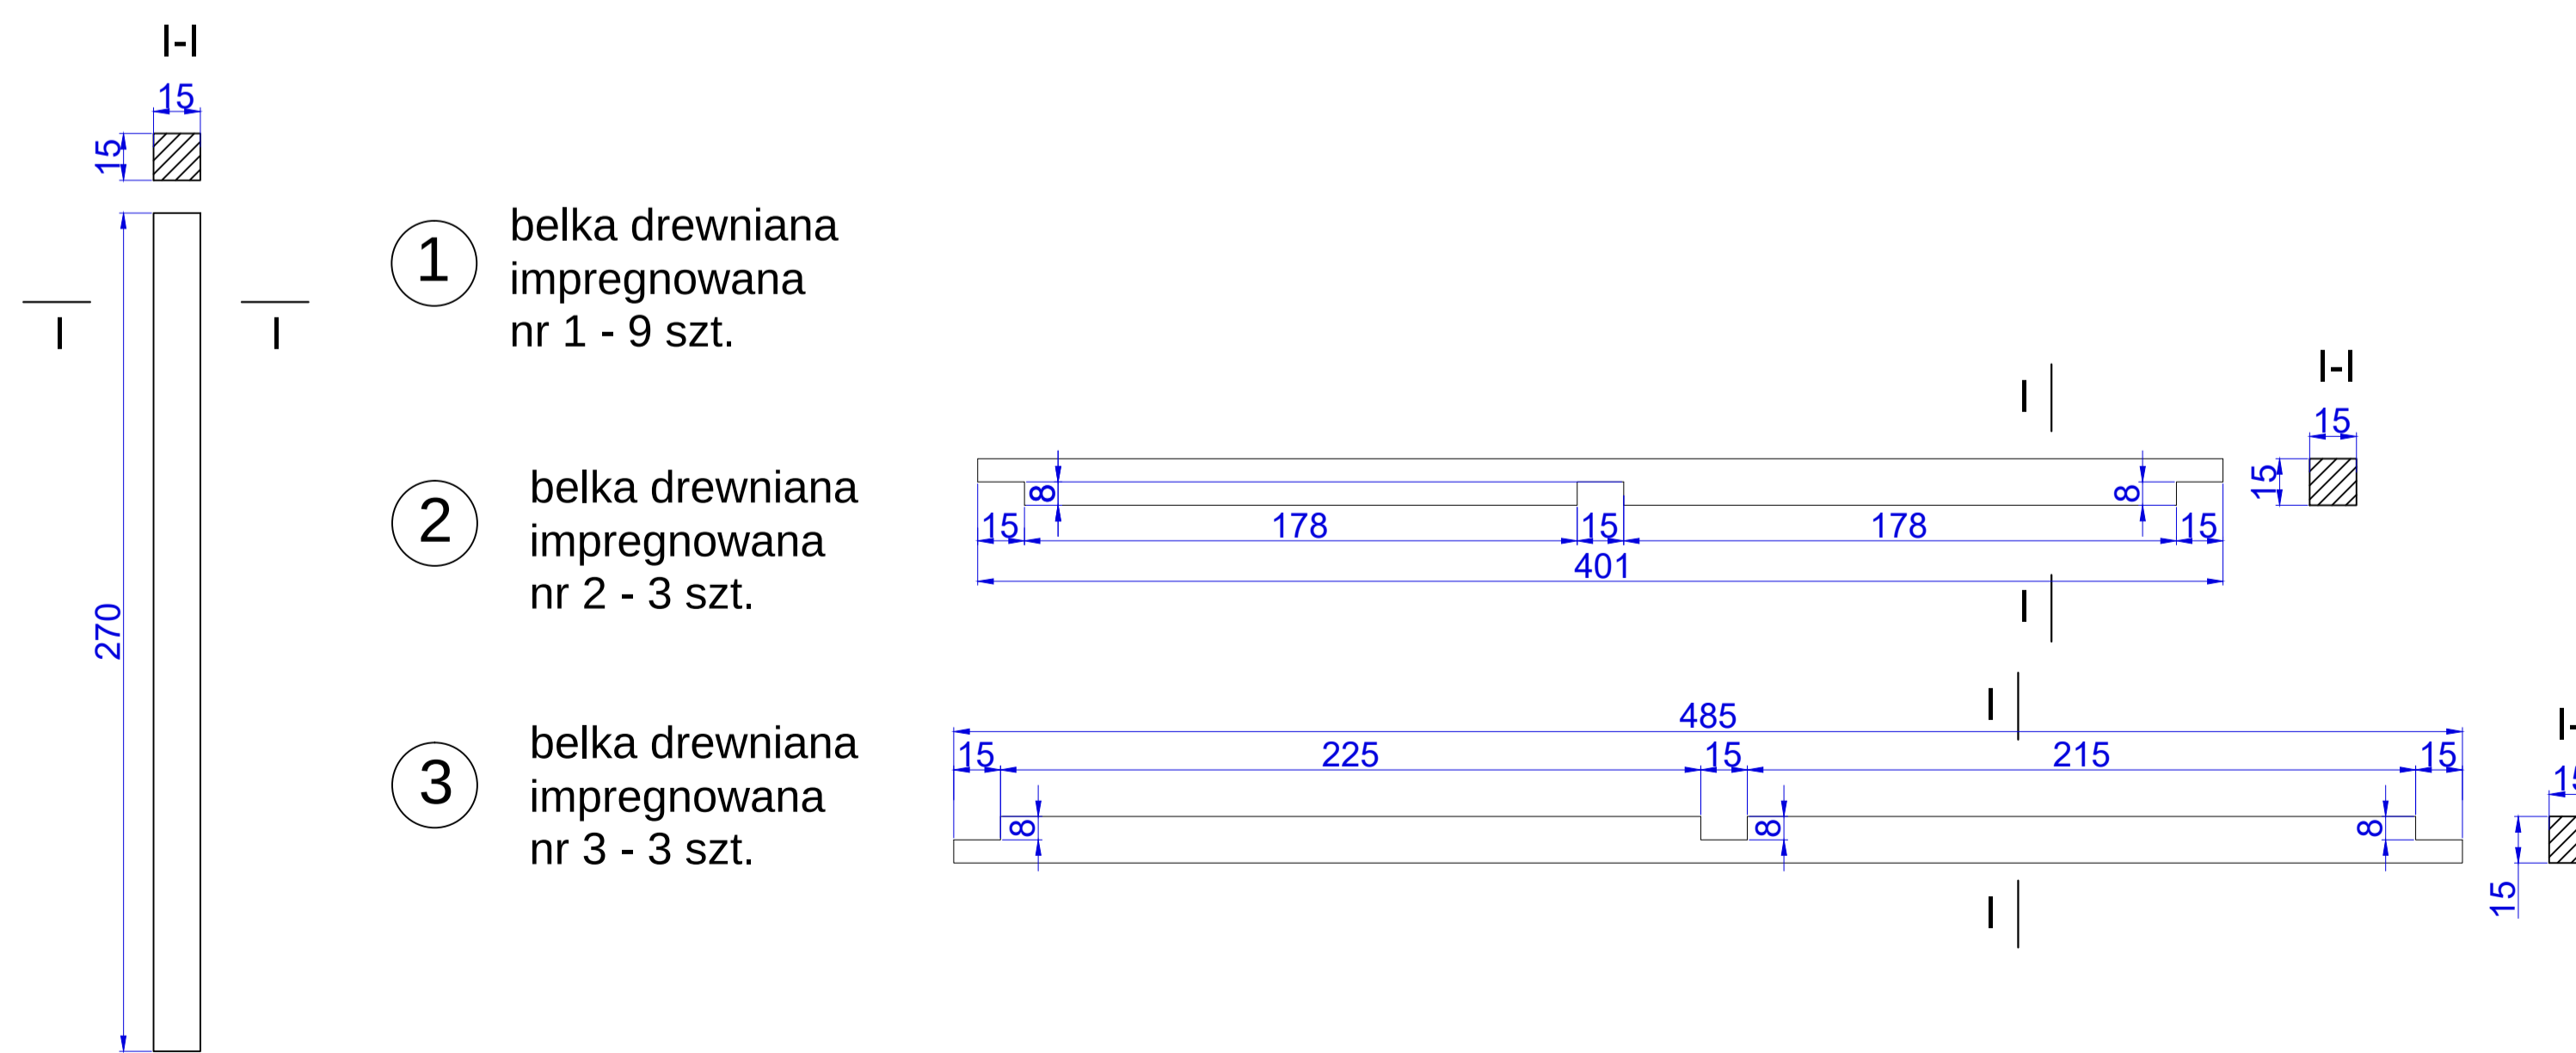 I-I
15
15
I I
270
1
belka drewniana
impregnowana
nr 1 - 9 szt.
2
belka drewniana
impregnowana
nr 2 - 3 szt.
I
I-I
15
15
8
8
15 178 15 178 15
401
I
3
belka drewniana
impregnowana
nr 3 - 3 szt.
I
485
15 225 15 215 15
8 8 8
I
15